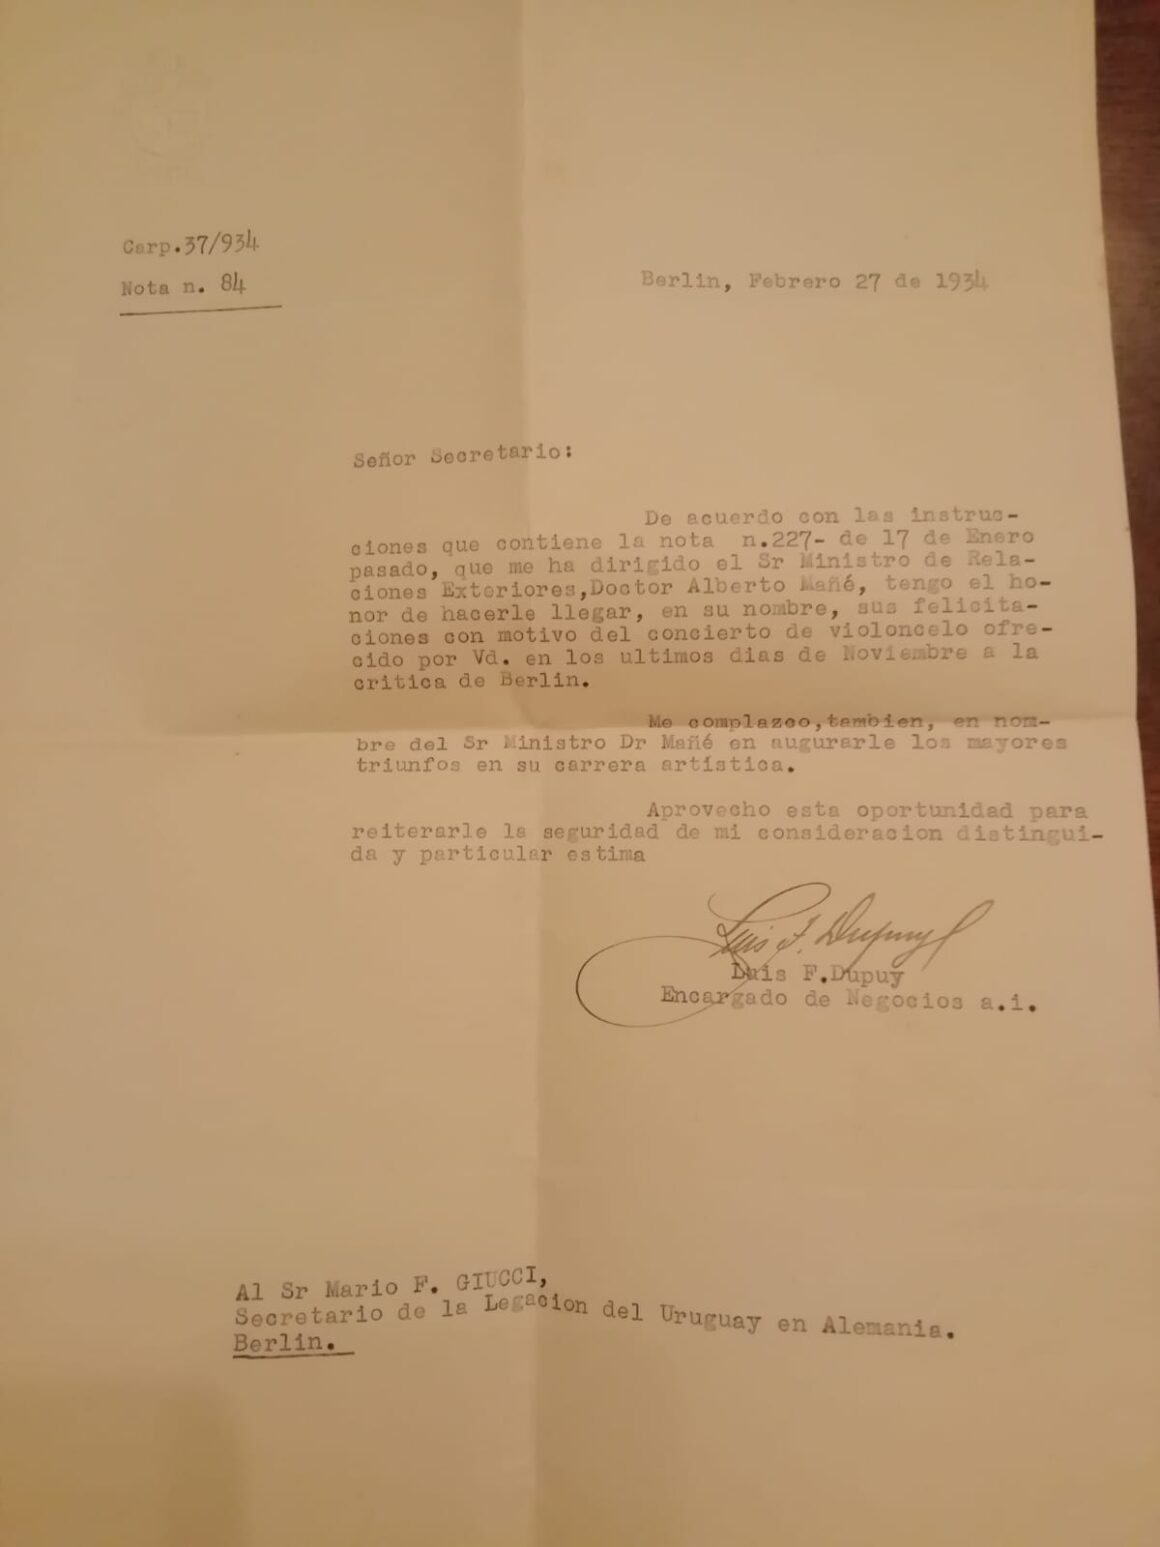 Carp.37/934
Nota n. 84
Berlin, Febrero 27 de 1934
Señor Secretario:
De acuerdo con las instruc-
ciones que contiene la nota n.227- de 17 de Enero
pasado, que me ha dirigido el Sr Ministro de Rela-
ciones Exteriores,Doctor Alberto Mañé, tengo el ho-
nor de hacerle llegar, en su nombre, sus felicita-
ciones con motivo del concierto de violoncelo ofre-
cido por Vd. en los ultimos dias de Noviembre a la
critica de Berlin.
Me complazco,tambien, en nom-
bre del Sr Ministro Dr Mañé en augurarle los mayores
triunfos en su carrera artística.
Aprovecho esta oportunidad para
reiterarle la seguridad de mi consideracion distingui-
da y particular estima
Luis F. Dupuy
Luis F.Dupuy
Encargado de Negocios a.i.
Al Sr Mario F. GIUCCI,
Secretario de la Legacion del Uruguay en Alemania.
Berlin.